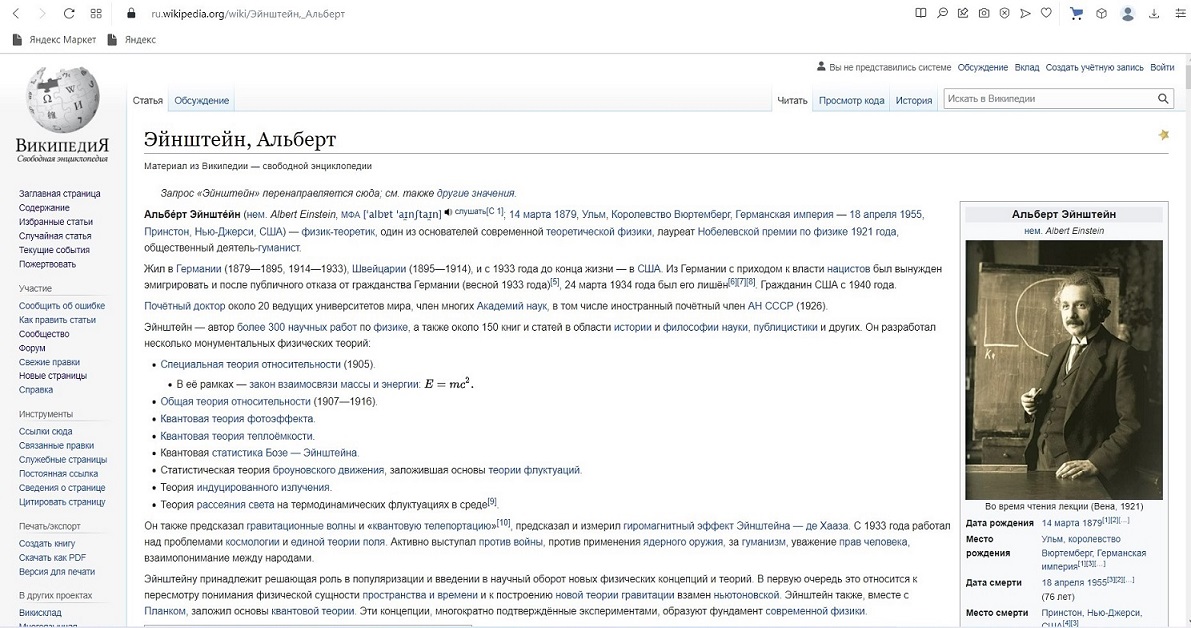 ru.wikipedia.org/wiki/Эйнштейн,_Альберт
Яндекс Маркет Яндекс
Вы не представились системе Обсуждение Вклад Создать учётную запись Войти
Статья Обсуждение Читать Просмотр кода История Искать в Википедии
ВикипедиЯ
Свободная энциклопедия
Заглавная страница
Содержание
Избранные статьи
Случайная статья
Текущие события
Пожертвовать
Участие
Сообщить об ошибке
Как править статьи
Сообщество
Форум
Свежие правки
Новые страницы
Справка
Инструменты
Ссылки сюда
Связанные правки
Служебные страницы
Постоянная ссылка
Сведения о странице
Цитировать страницу
Печать/экспорт
Создать книгу
Скачать как PDF
Версия для печати
В других проектах
Викисклад
Эйнштейн, Альберт
Материал из Википедии — свободной энциклопедии
Запрос «Эйнштейн» перенаправляется сюда; см. также другие значения.
Альбе́рт Эйнште́йн (нем. Albert Einstein, МФА [ˈalbɐt ˈaɪ̯nʃtaɪ̯n] слушать[С 1]; 14 марта 1879, Ульм, Королевство Вюртемберг, Германская империя — 18 апреля 1955,
Принстон, Нью-Джерси, США) — физик-теоретик, один из основателей современной теоретической физики, лауреат Нобелевской премии по физике 1921 года,
общественный деятель-гуманист.
Жил в Германии (1879—1895, 1914—1933), Швейцарии (1895—1914), и с 1933 года до конца жизни — в США. Из Германии с приходом к власти нацистов был вынужден
эмигрировать и после публичного отказа от гражданства Германии (весной 1933 года)[5], 24 марта 1934 года был его лишён[6][7][8]. Гражданин США с 1940 года.
Почётный доктор около 20 ведущих университетов мира, член многих Академий наук, в том числе иностранный почётный член АН СССР (1926).
Эйнштейн — автор более 300 научных работ по физике, а также около 150 книг и статей в области истории и философии науки, публицистики и других. Он разработал
несколько монументальных физических теорий:
• Специальная теория относительности (1905).
• В её рамках — закон взаимосвязи массы и энергии: E = mc².
• Общая теория относительности (1907—1916).
• Квантовая теория фотоэффекта.
• Квантовая теория теплоёмкости.
• Квантовая статистика Бозе — Эйнштейна.
• Статистическая теория броуновского движения, заложившая основы теории флуктуаций.
• Теория индуцированного излучения.
• Теория рассеяния света на термодинамических флуктуациях в среде[9].
Он также предсказал гравитационные волны и «квантовую телепортацию»[10], предсказал и измерил гиромагнитный эффект Эйнштейна — де Хааза. С 1933 года работал
над проблемами космологии и единой теории поля. Активно выступал против войны, против применения ядерного оружия, за гуманизм, уважение прав человека,
взаимопонимание между народами.
Эйнштейну принадлежит решающая роль в популяризации и введении в научный оборот новых физических концепций и теорий. В первую очередь это относится к
пересмотру понимания физической сущности пространства и времени и к построению новой теории гравитации взамен ньютоновской. Эйнштейн также, вместе с
Планком, заложил основы квантовой теории. Эти концепции, многократно подтверждённые экспериментами, образуют фундамент современной физики.
Альберт Эйнштейн
нем. Albert Einstein
Во время чтения лекции (Вена, 1921)
Дата рождения 14 марта 1879[1][2][…]
Место Ульм, королевство
рождения Вюртемберг, Германская
империя[1][3][…]
Дата смерти 18 апреля 1955[3][2][…]
(76 лет)
Место смерти Принстон, Нью-Джерси,
США[4][3]